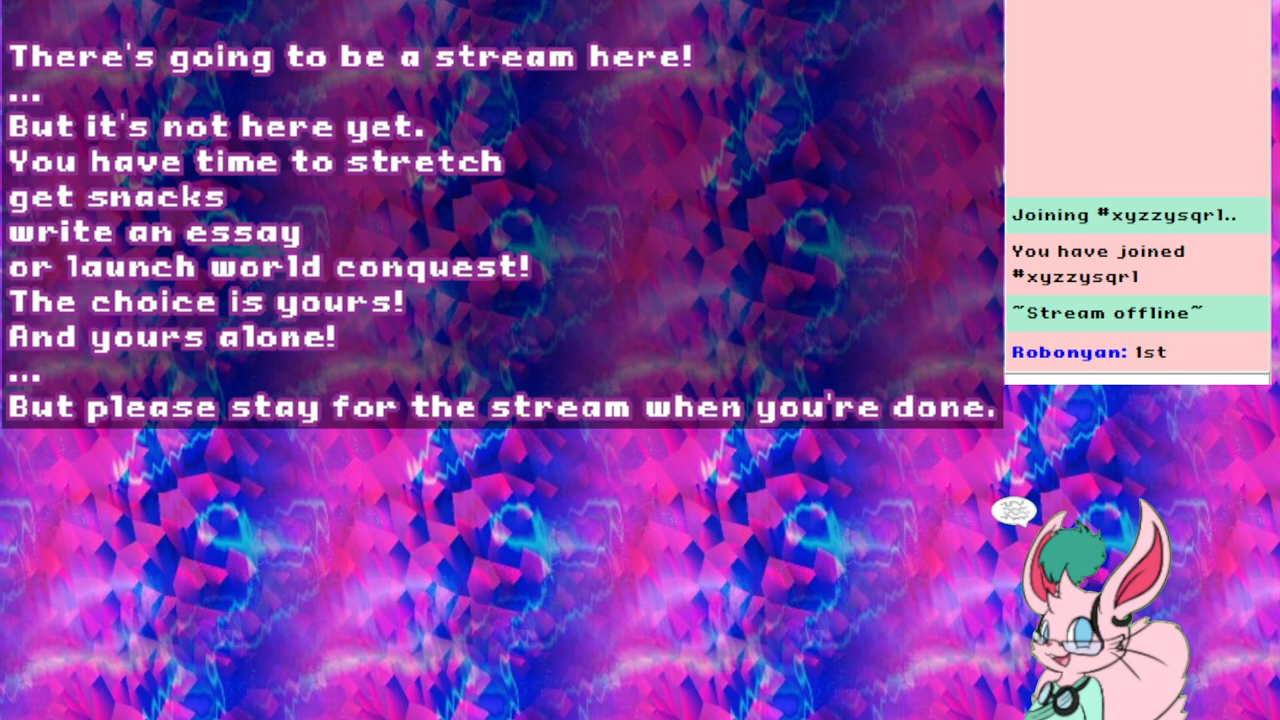 There's going to be a stream here!
...
But it's not here yet.
You have time to stretch
get snacks
write an essay
or launch world conquest!
The choice is yours!
And yours alone!
...
But please stay for the stream when you're done.
Joining #xyzzysqrl..
You have joined
#xyzzysqrl
~Stream offline~
Robonyan: 1st